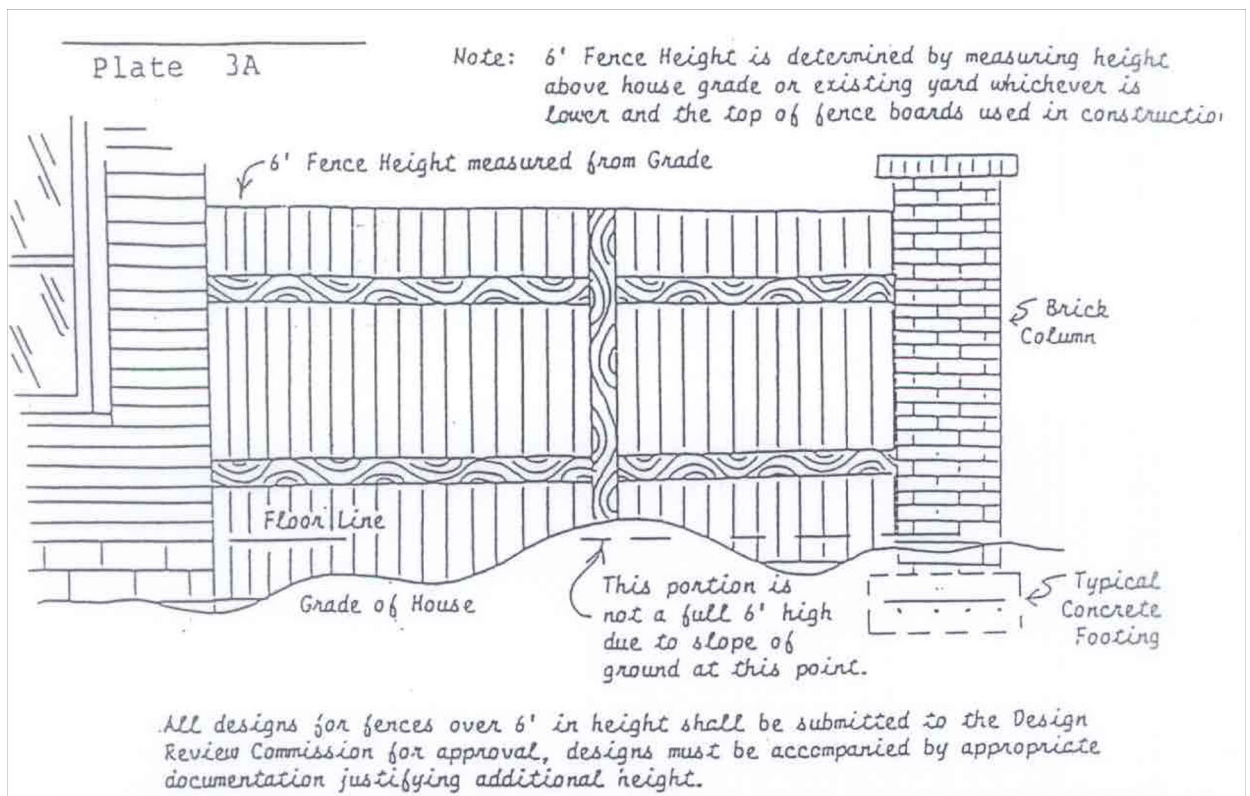 Plate 3A
Note: 6' Fence Height is determined by measuring height
above house grade or existing yard whichever is
lower and the top of fence boards used in constructio
6' Fence Height measured from Grade
Brick
Column
Floor Line
Grade of House
This portion is
not a full 6' high
due to slope of
ground at this point.
Typical
Concrete
Footing
All designs for fences over 6' in height shall be submitted to the Design
Review Commission for approval, designs must be acccmpanied by appropriate
documentation justifying additional height.